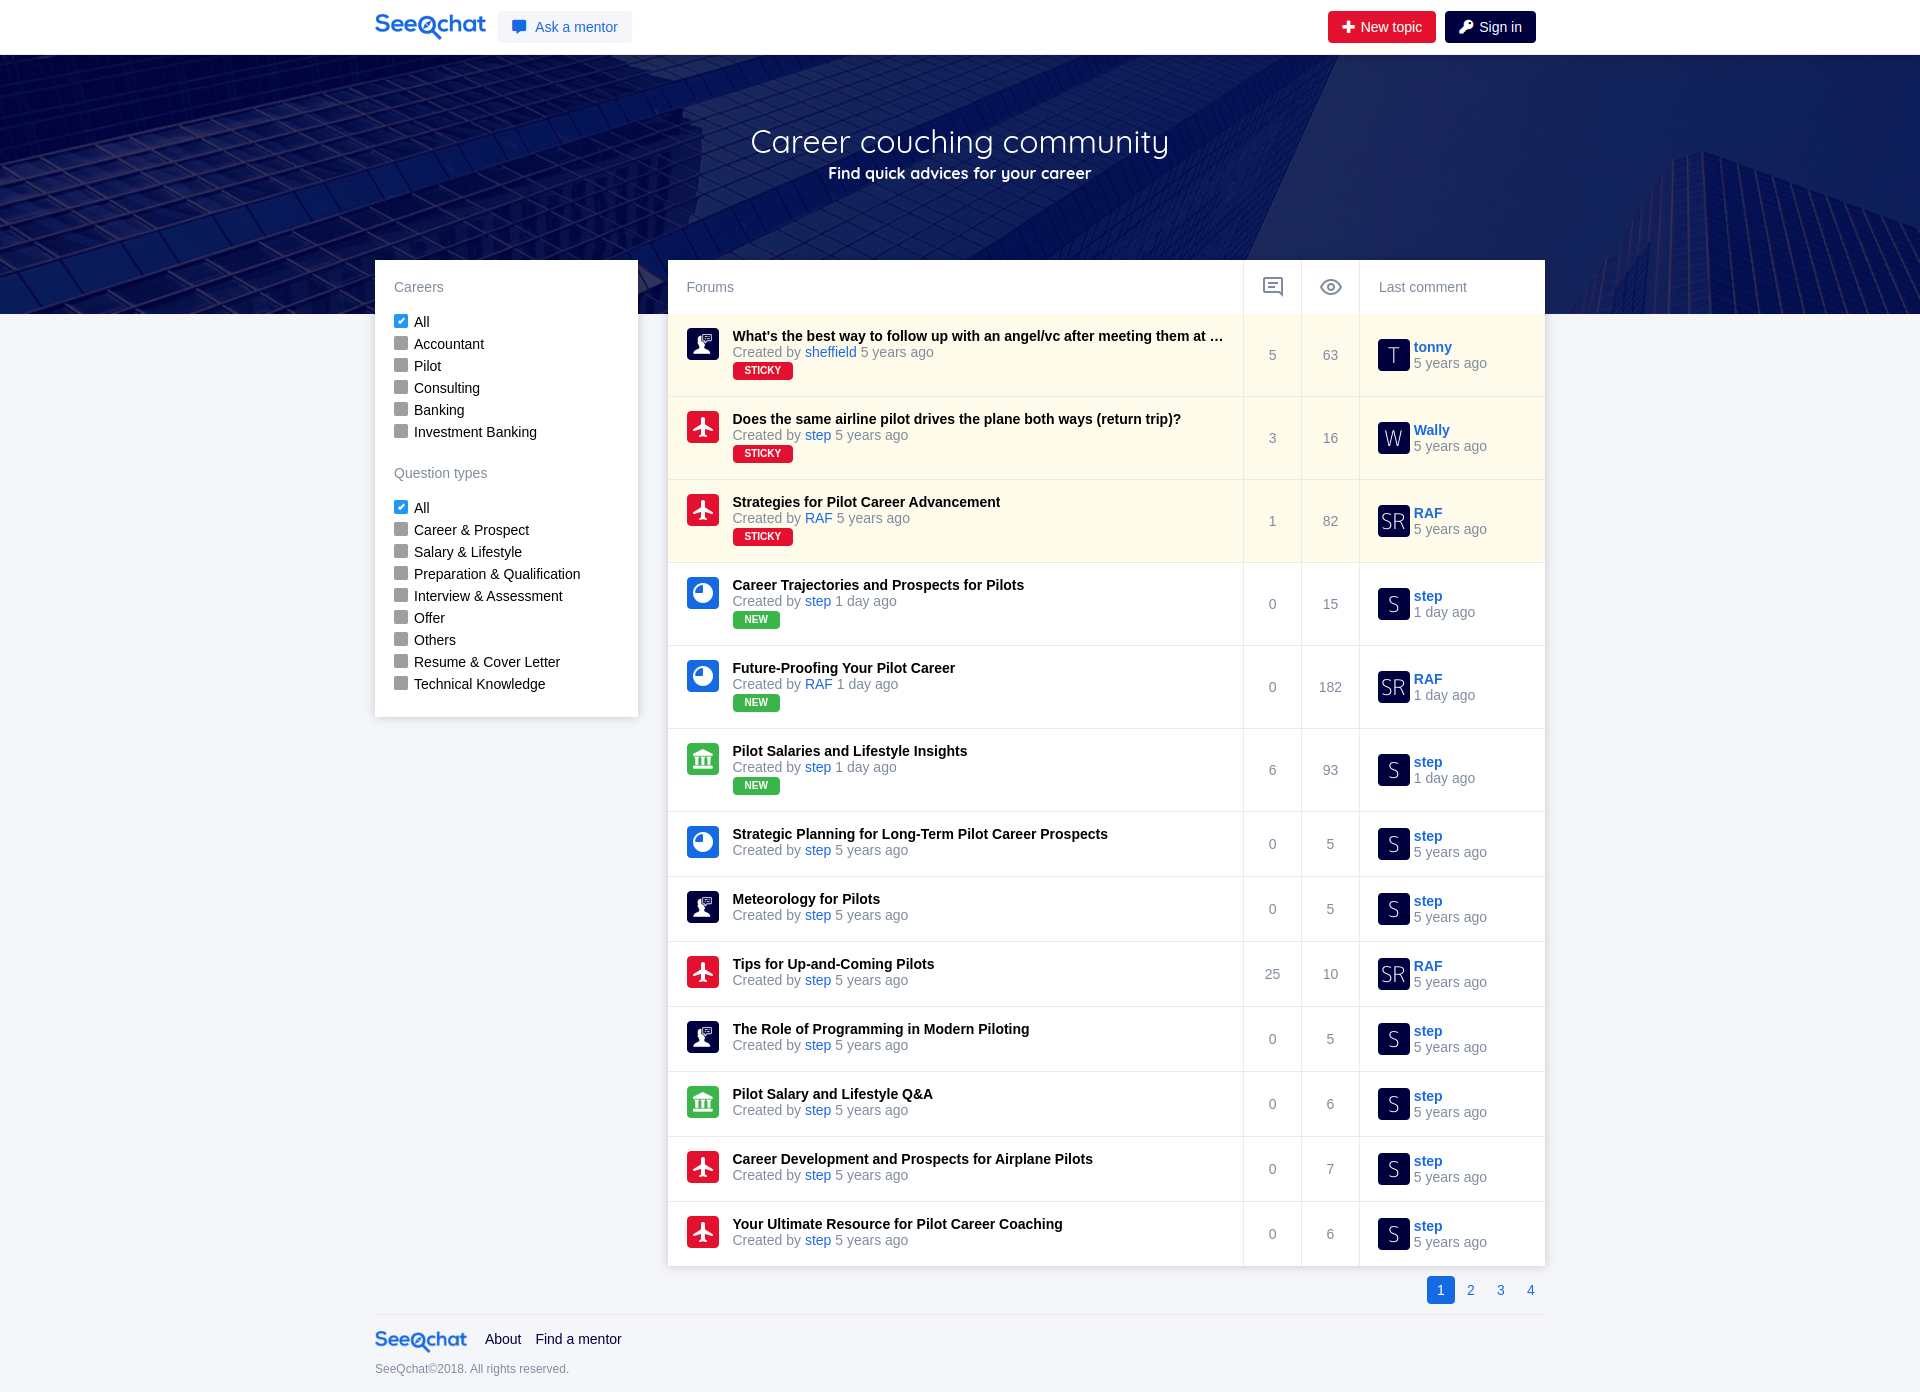 SeeQchat
Ask a mentor
New topic
Sign in
Career couching community
Find quick advices for your career
Careers
All
Accountant
Pilot
Consulting
Banking
Investment Banking
Question types
All
Career & Prospect
Salary & Lifestyle
Preparation & Qualification
Interview & Assessment
Offer
Others
Resume & Cover Letter
Technical Knowledge
Forums
Last comment
What's the best way to follow up with an angel/vc after meeting them at …
Created by sheffield 5 years ago
STICKY
5
63
T
tonny
5 years ago
Does the same airline pilot drives the plane both ways (return trip)?
Created by step 5 years ago
STICKY
3
16
W
Wally
5 years ago
Strategies for Pilot Career Advancement
Created by RAF 5 years ago
STICKY
1
82
SR
RAF
5 years ago
Career Trajectories and Prospects for Pilots
Created by step 1 day ago
NEW
0
15
S
step
1 day ago
Future-Proofing Your Pilot Career
Created by RAF 1 day ago
NEW
0
182
SR
RAF
1 day ago
Pilot Salaries and Lifestyle Insights
Created by step 1 day ago
NEW
6
93
S
step
1 day ago
Strategic Planning for Long-Term Pilot Career Prospects
Created by step 5 years ago
0
5
S
step
5 years ago
Meteorology for Pilots
Created by step 5 years ago
0
5
S
step
5 years ago
Tips for Up-and-Coming Pilots
Created by step 5 years ago
25
10
SR
RAF
5 years ago
The Role of Programming in Modern Piloting
Created by step 5 years ago
0
5
S
step
5 years ago
Pilot Salary and Lifestyle Q&A
Created by step 5 years ago
0
6
S
step
5 years ago
Career Development and Prospects for Airplane Pilots
Created by step 5 years ago
0
7
S
step
5 years ago
Your Ultimate Resource for Pilot Career Coaching
Created by step 5 years ago
0
6
S
step
5 years ago
1 2 3 4
SeeQchat
About
Find a mentor
SeeQchat©2018. All rights reserved.